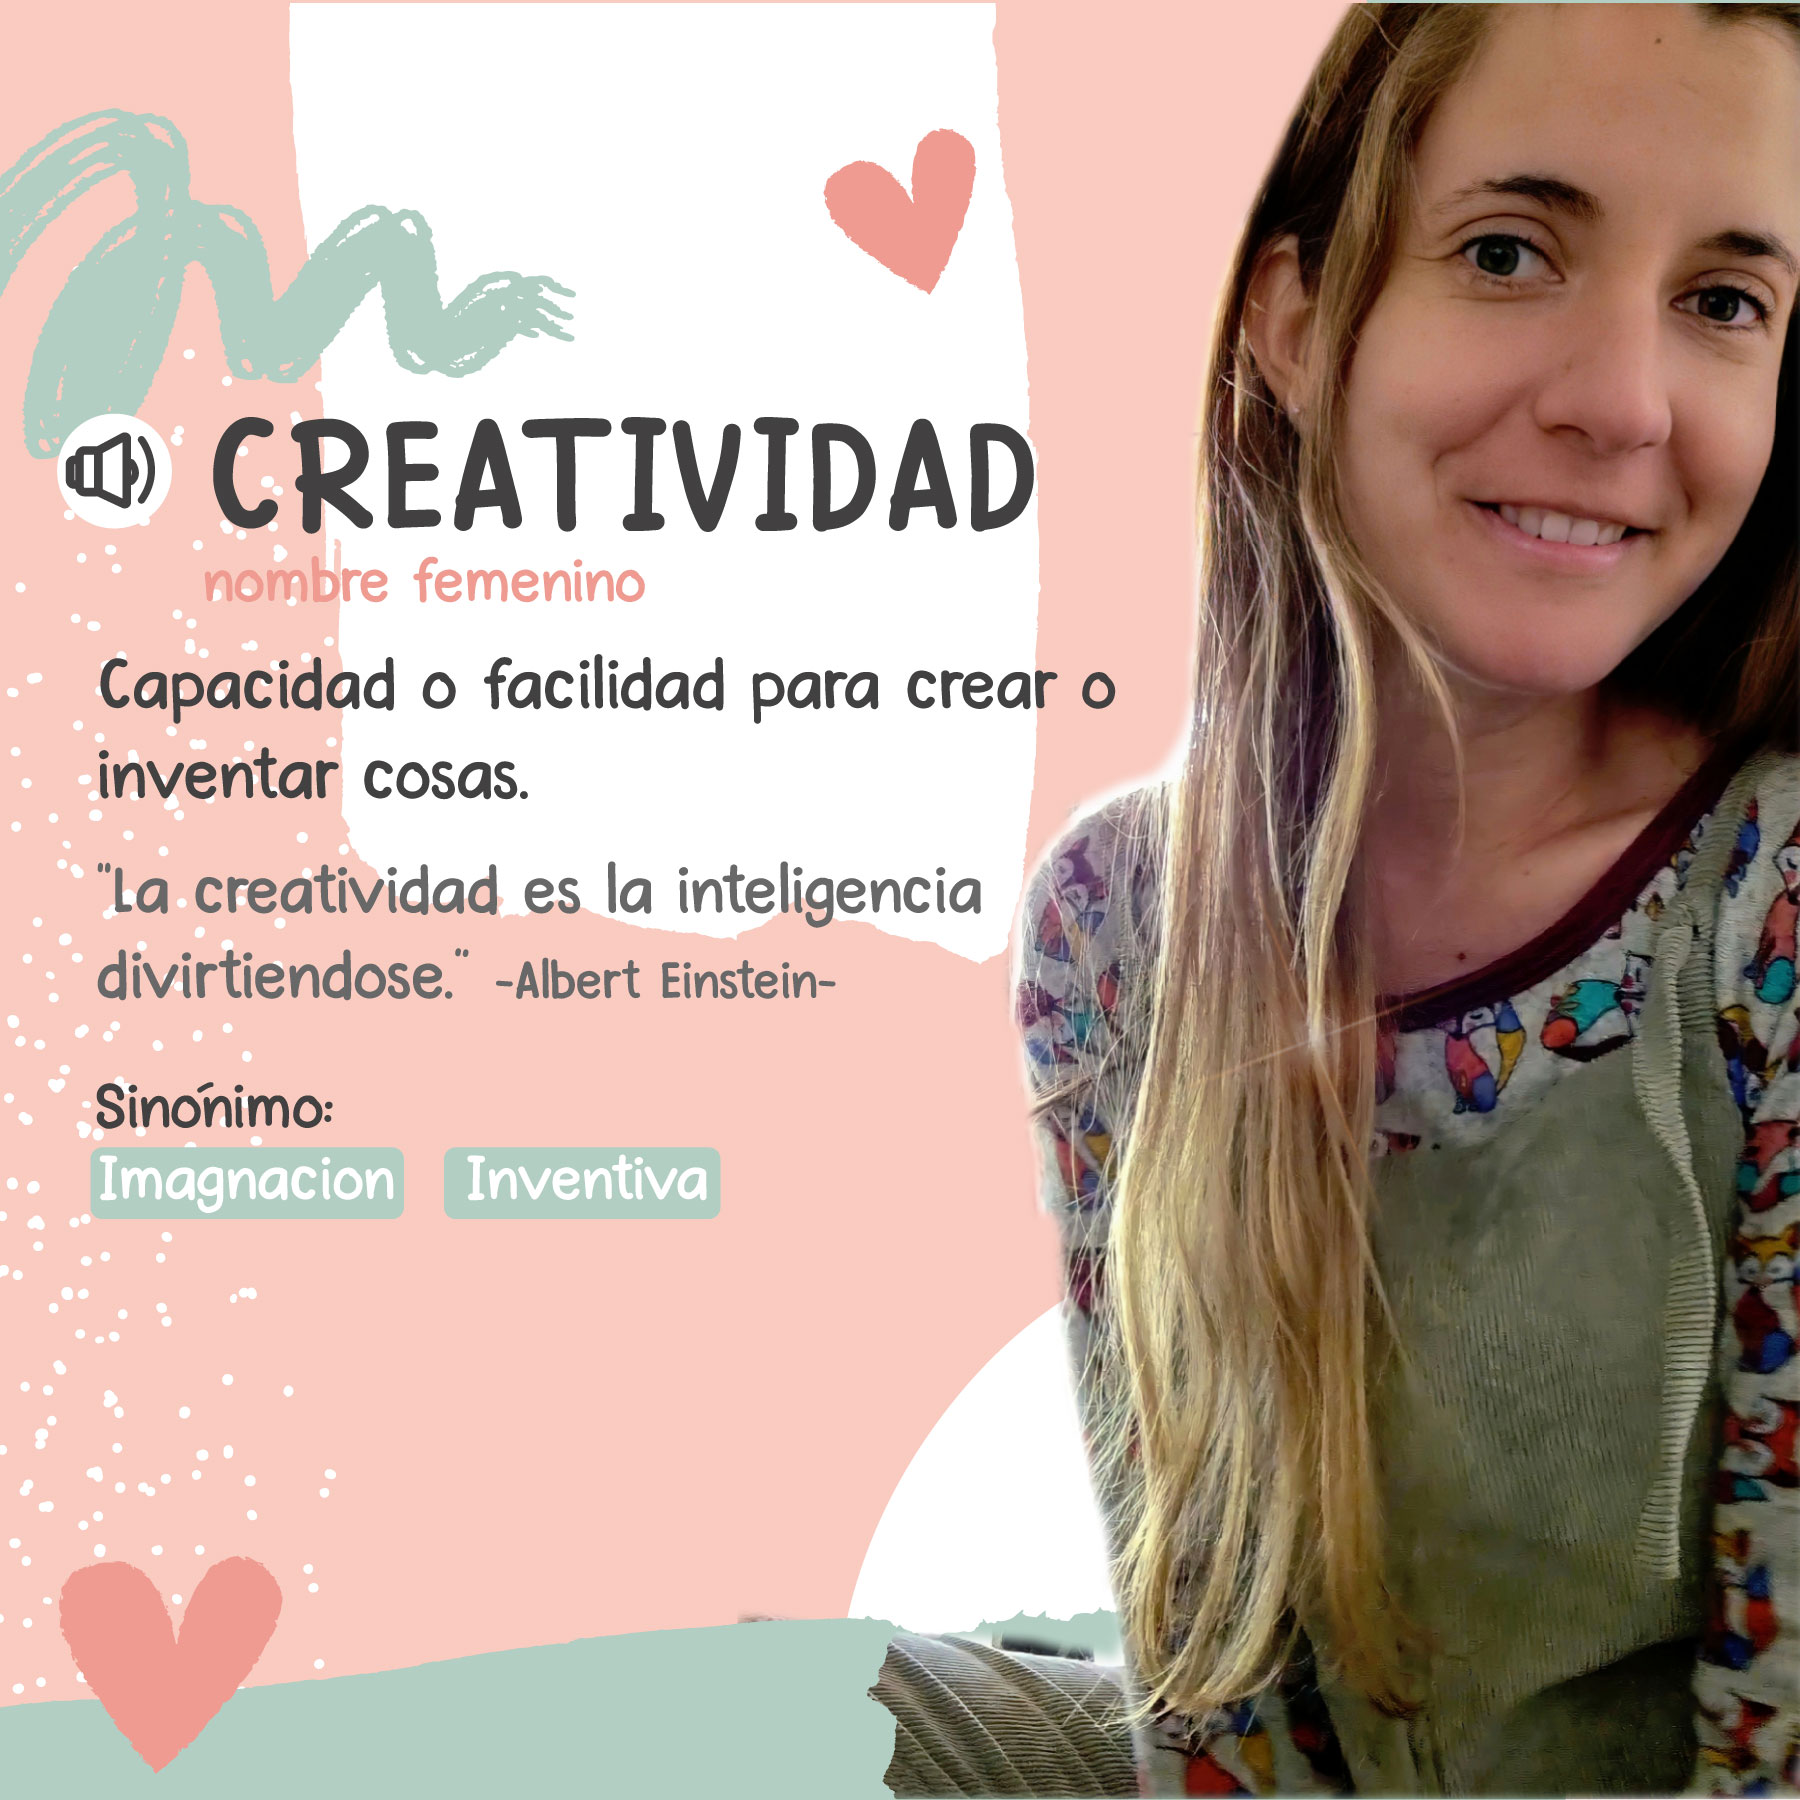 CREATIVIDAD
nombre femenino
Capacidad o facilidad para crear o
inventar cosas.
"La creatividad es la inteligencia
divirtiendose." -Albert Einstein-
Sinónimo:
Imagnacion Inventiva